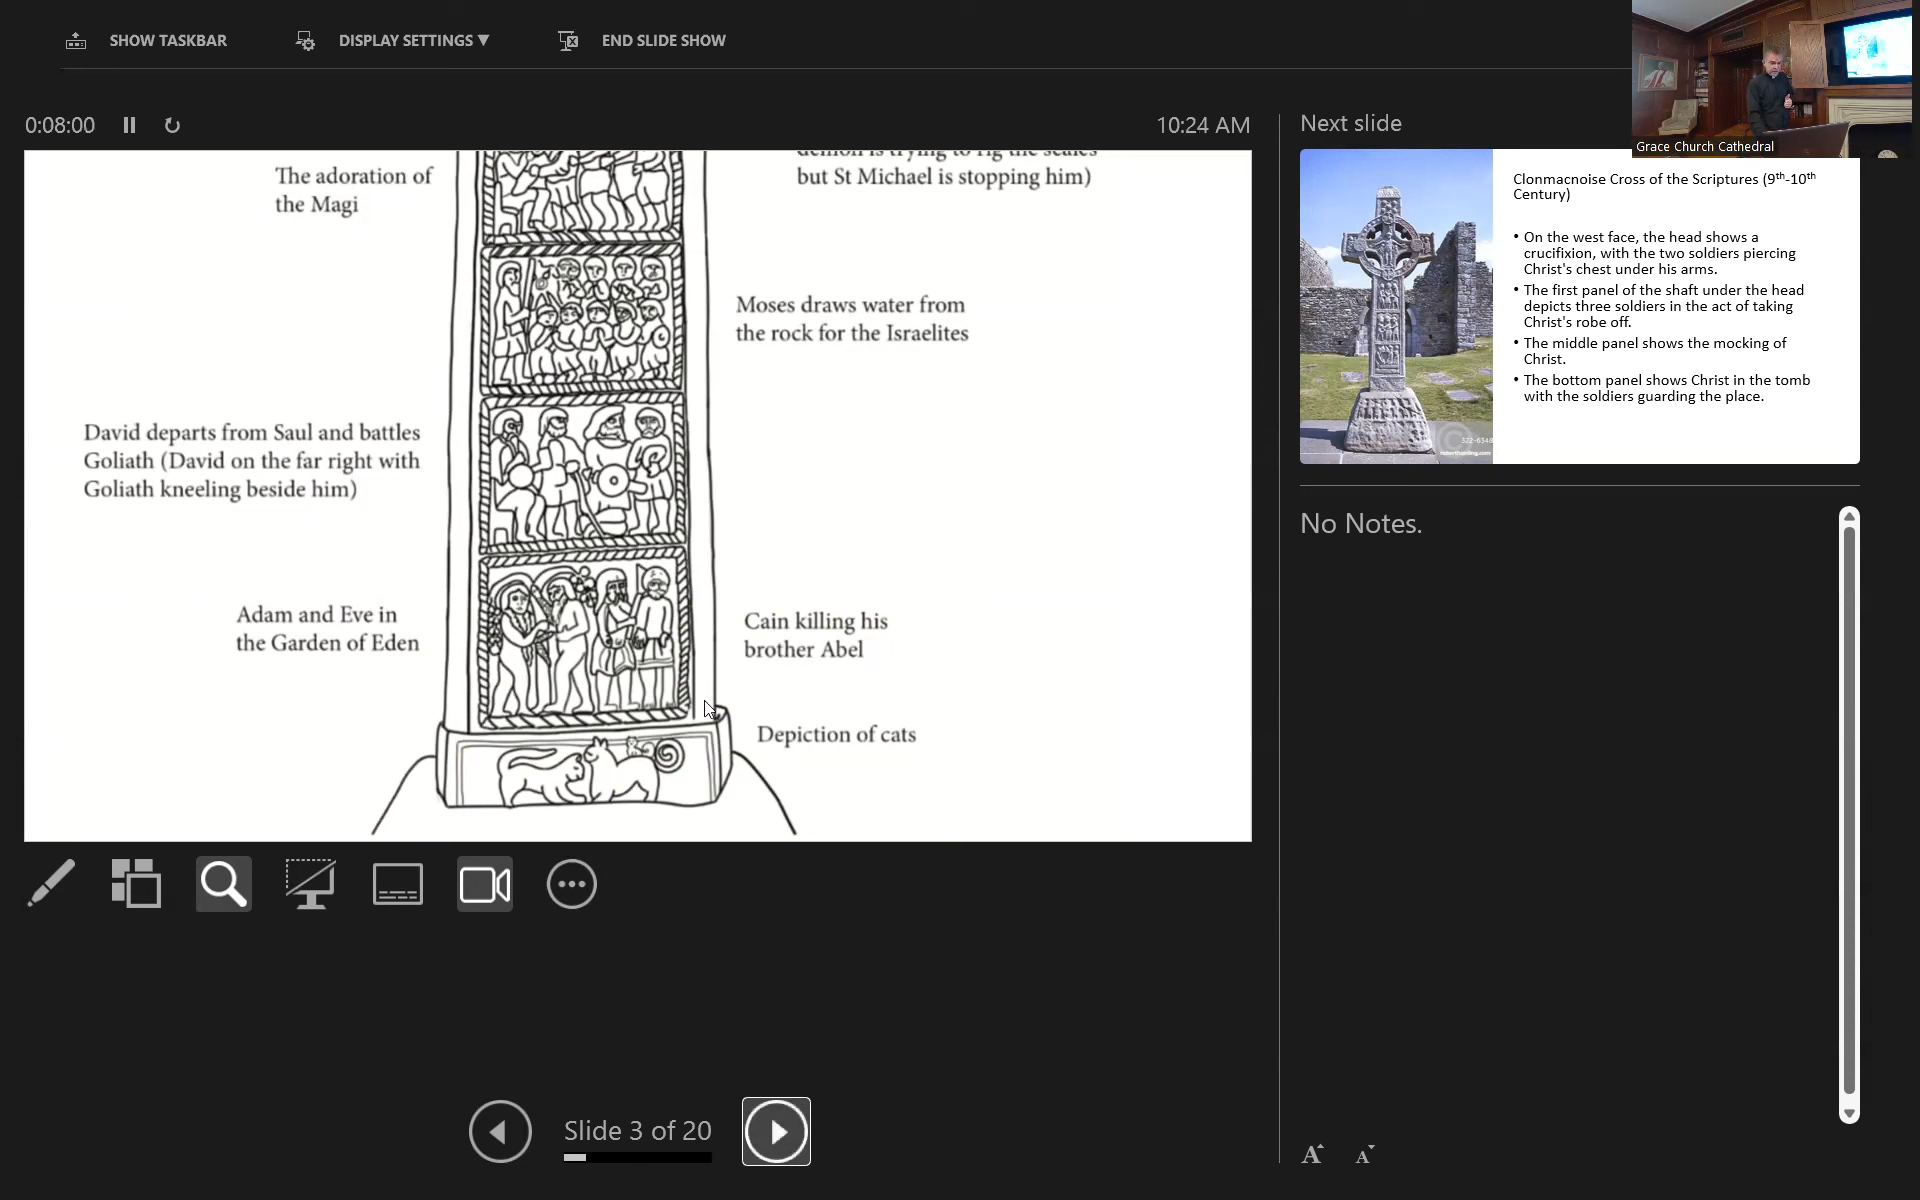 SHOW TASKBAR
DISPLAY SETTINGS ▼
END SLIDE SHOW
Grace Church Cathedral
0:08:00
10:24 AM
The adoration of
the Magi
demon is trying to rig the scales
but St Michael is stopping him)
Moses draws water from
the rock for the Israelites
David departs from Saul and battles
Goliath (David on the far right with
Goliath kneeling beside him)
Adam and Eve in
the Garden of Eden
Cain killing his
brother Abel
Depiction of cats
Slide 3 of 20
Next slide
Clonmacnoise Cross of the Scriptures (9th-10th
Century)
• On the west face, the head shows a
crucifixion, with the two soldiers piercing
Christ's chest under his arms.
• The first panel of the shaft under the head
depicts three soldiers in the act of taking
Christ's robe off.
• The middle panel shows the mocking of
Christ.
• The bottom panel shows Christ in the tomb
with the soldiers guarding the place.
No Notes.
A A